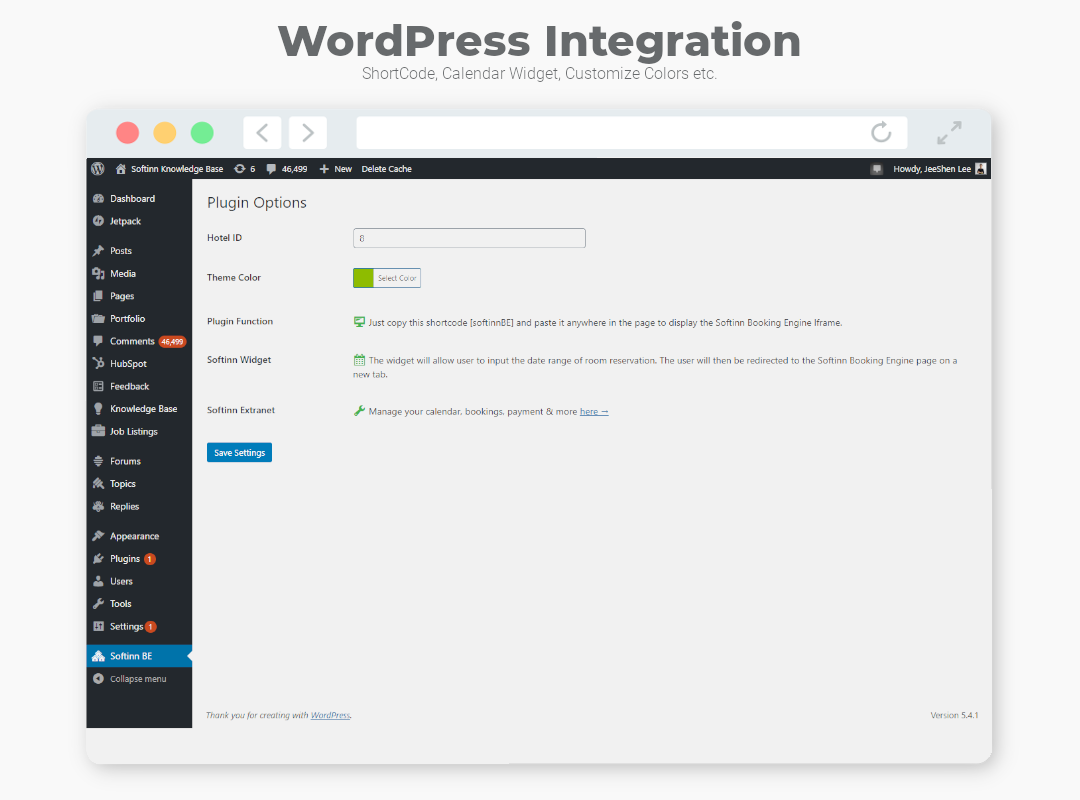 WordPress Integration
ShortCode, Calendar Widget, Customize Colors etc.
Softinn Knowledge Base 6 46,499 New Delete Cache Howdy, JeeShen Lee
Dashboard
Jetpack
Posts
Media
Pages
Portfolio
Comments 46,499
HubSpot
Feedback
Knowledge Base
Job Listings
Forums
Topics
Replies
Appearance
Plugins 1
Users
Tools
Settings 1
Softinn BE
Collapse menu
Plugin Options
Hotel ID 8
Theme Color Select Color
Plugin Function Just copy this shortcode [softinnBE] and paste it anywhere in the page to display the Softinn Booking Engine Iframe.
Softinn Widget The widget will allow user to input the date range of room reservation. The user will then be redirected to the Softinn Booking Engine page on a
new tab.
Softinn Extranet Manage your calendar, bookings, payment & more here →
Save Settings
Thank you for creating with WordPress. Version 5.4.1